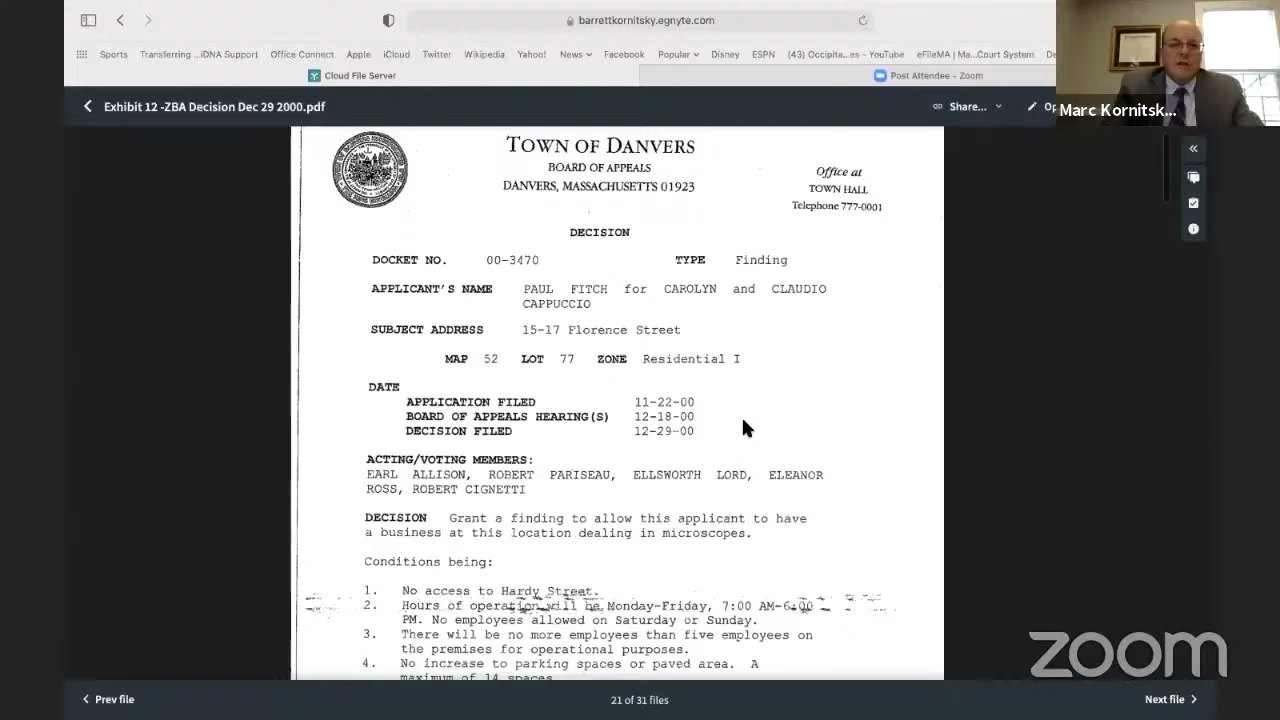 barrettkornitsky.egnyte.com
Sports Transferring ...iDNA Support Office Connect Apple iCloud Twitter Wikipedia Yahoo! News Facebook Popular Disney ESPN (43) Occipita...es - YouTube eFileMA | Ma...Court System De
Cloud File Server Post Attendee - Zoom
Marc Kornitsk...
Exhibit 12 -ZBA Decision Dec 29 2000.pdf Share... Op
TOWN OF DANVERS
BOARD OF APPEALS
DANVERS, MASSACHUSETTS 01923
Office at
TOWN HALL
Telephone 777-0001
DECISION
DOCKET NO. 00-3470 TYPE Finding
APPLICANT'S NAME PAUL FITCH for CAROLYN and CLAUDIO
CAPPUCCIO
SUBJECT ADDRESS 15-17 Florence Street
MAP 52 LOT 77 ZONE Residential I
DATE
APPLICATION FILED 11-22-00
BOARD OF APPEALS HEARING(S) 12-18-00
DECISION FILED 12-29-00
ACTING/VOTING MEMBERS:
EARL ALLISON, ROBERT PARISEAU, ELLSWORTH LORD, ELEANOR
ROSS, ROBERT CIGNETTI
DECISION Grant a finding to allow this applicant to have
a business at this location dealing in microscopes.
Conditions being:
1. No access to Hardy Street.
2. Hours of operation will be Monday-Friday, 7:00 AM-6:00
PM. No employees allowed on Saturday or Sunday.
3. There will be no more employees than five employees on
the premises for operational purposes.
4. No increase to parking spaces or paved area. A
maximum of 14 spaces
zoom
Prev file 21 of 31 files Next file